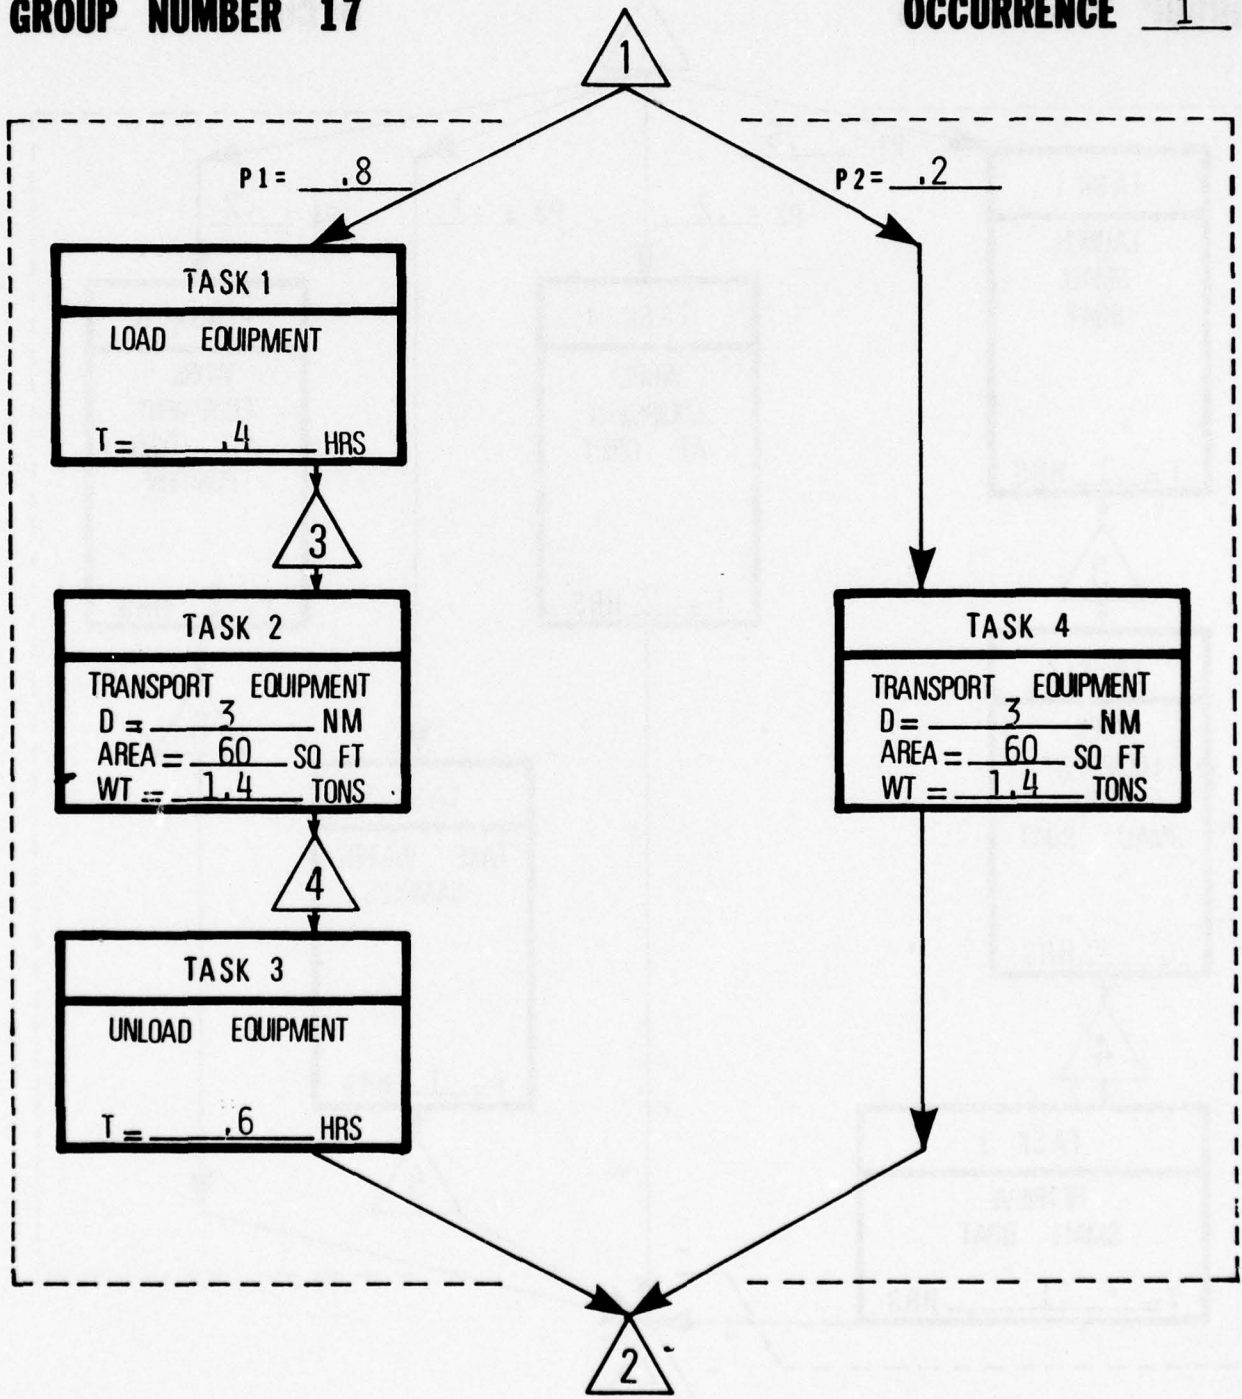 GROUP NUMBER 17
OCCURRENCE 1
1
P1= .8
P2= .2
TASK 1
LOAD EQUIPMENT
T= .4 HRS
3
TASK 2
TRANSPORT EQUIPMENT
D= 3 NM
AREA= 60 SQ FT
WT= 1.4 TONS
TASK 4
TRANSPORT EQUIPMENT
D= 3 NM
AREA= 60 SQ FT
WT= 1.4 TONS
4
TASK 3
UNLOAD EQUIPMENT
T= .6 HRS
2